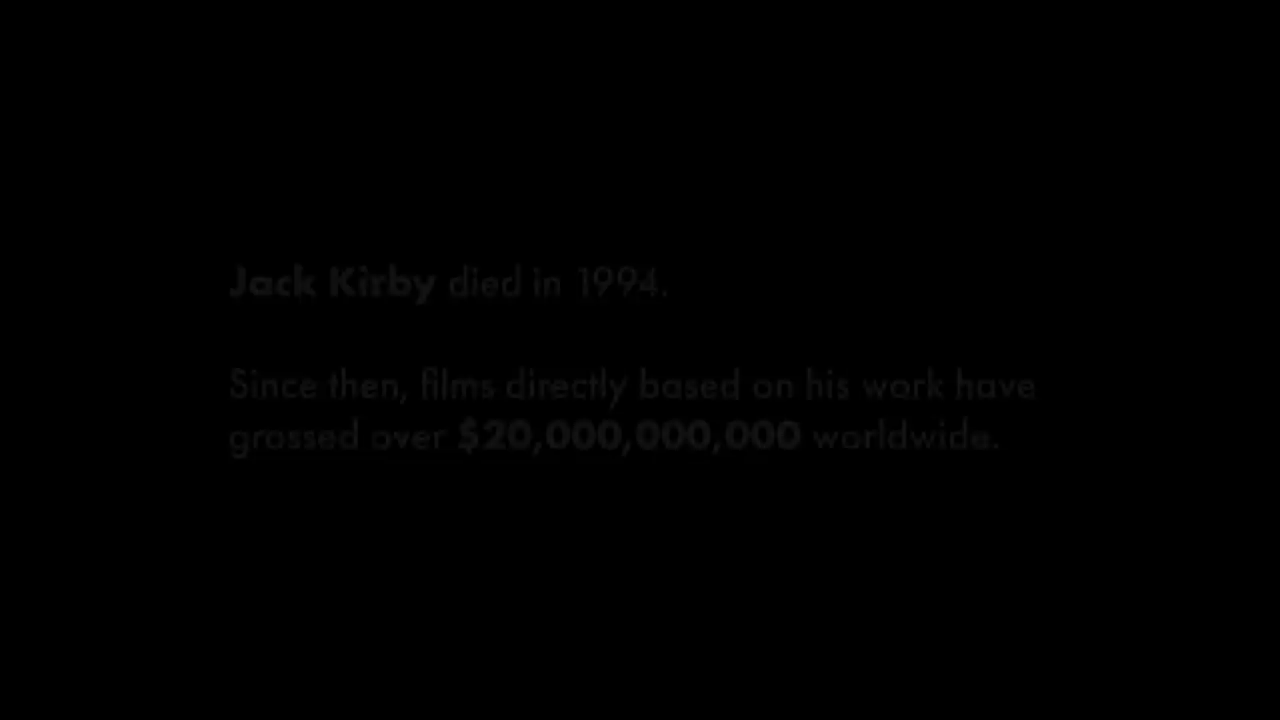 Jack Kirby died in 1994.
Since then, films directly based on his work have
grossed over $20,000,000,000 worldwide.